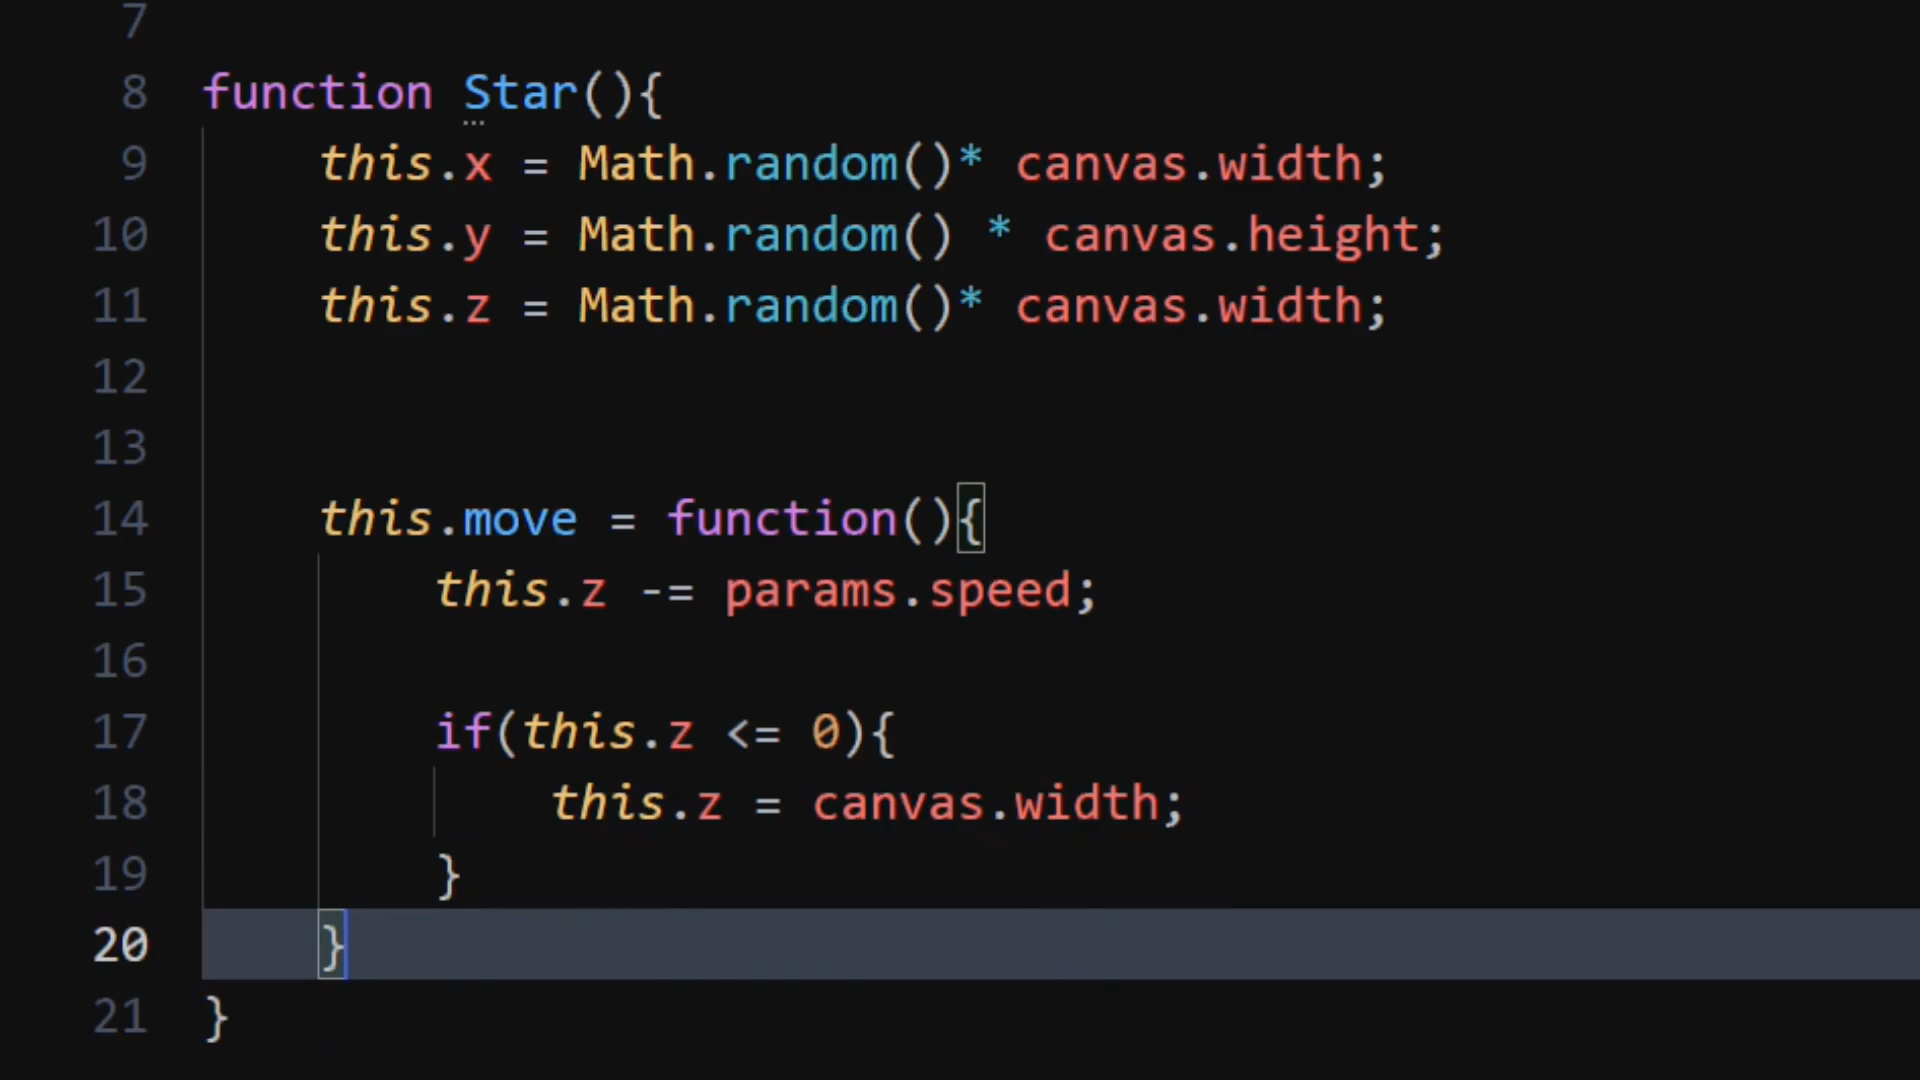 7
8 function Star(){
9 this.x = Math.random()* canvas.width;
10 this.y = Math.random() * canvas.height;
11 this.z = Math.random()* canvas.width;
12
13
14 this.move = function(){
15 this.z -= params.speed;
16
17 if(this.z <= 0){
18 this.z = canvas.width;
19 }
20 }
21 }